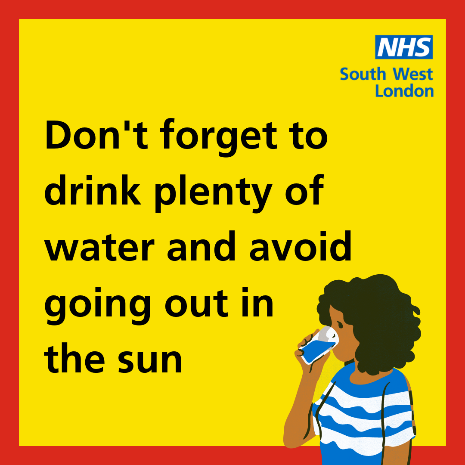 NHS
South West
London
Don't forget to
drink plenty of
water and avoid
going out in
the sun